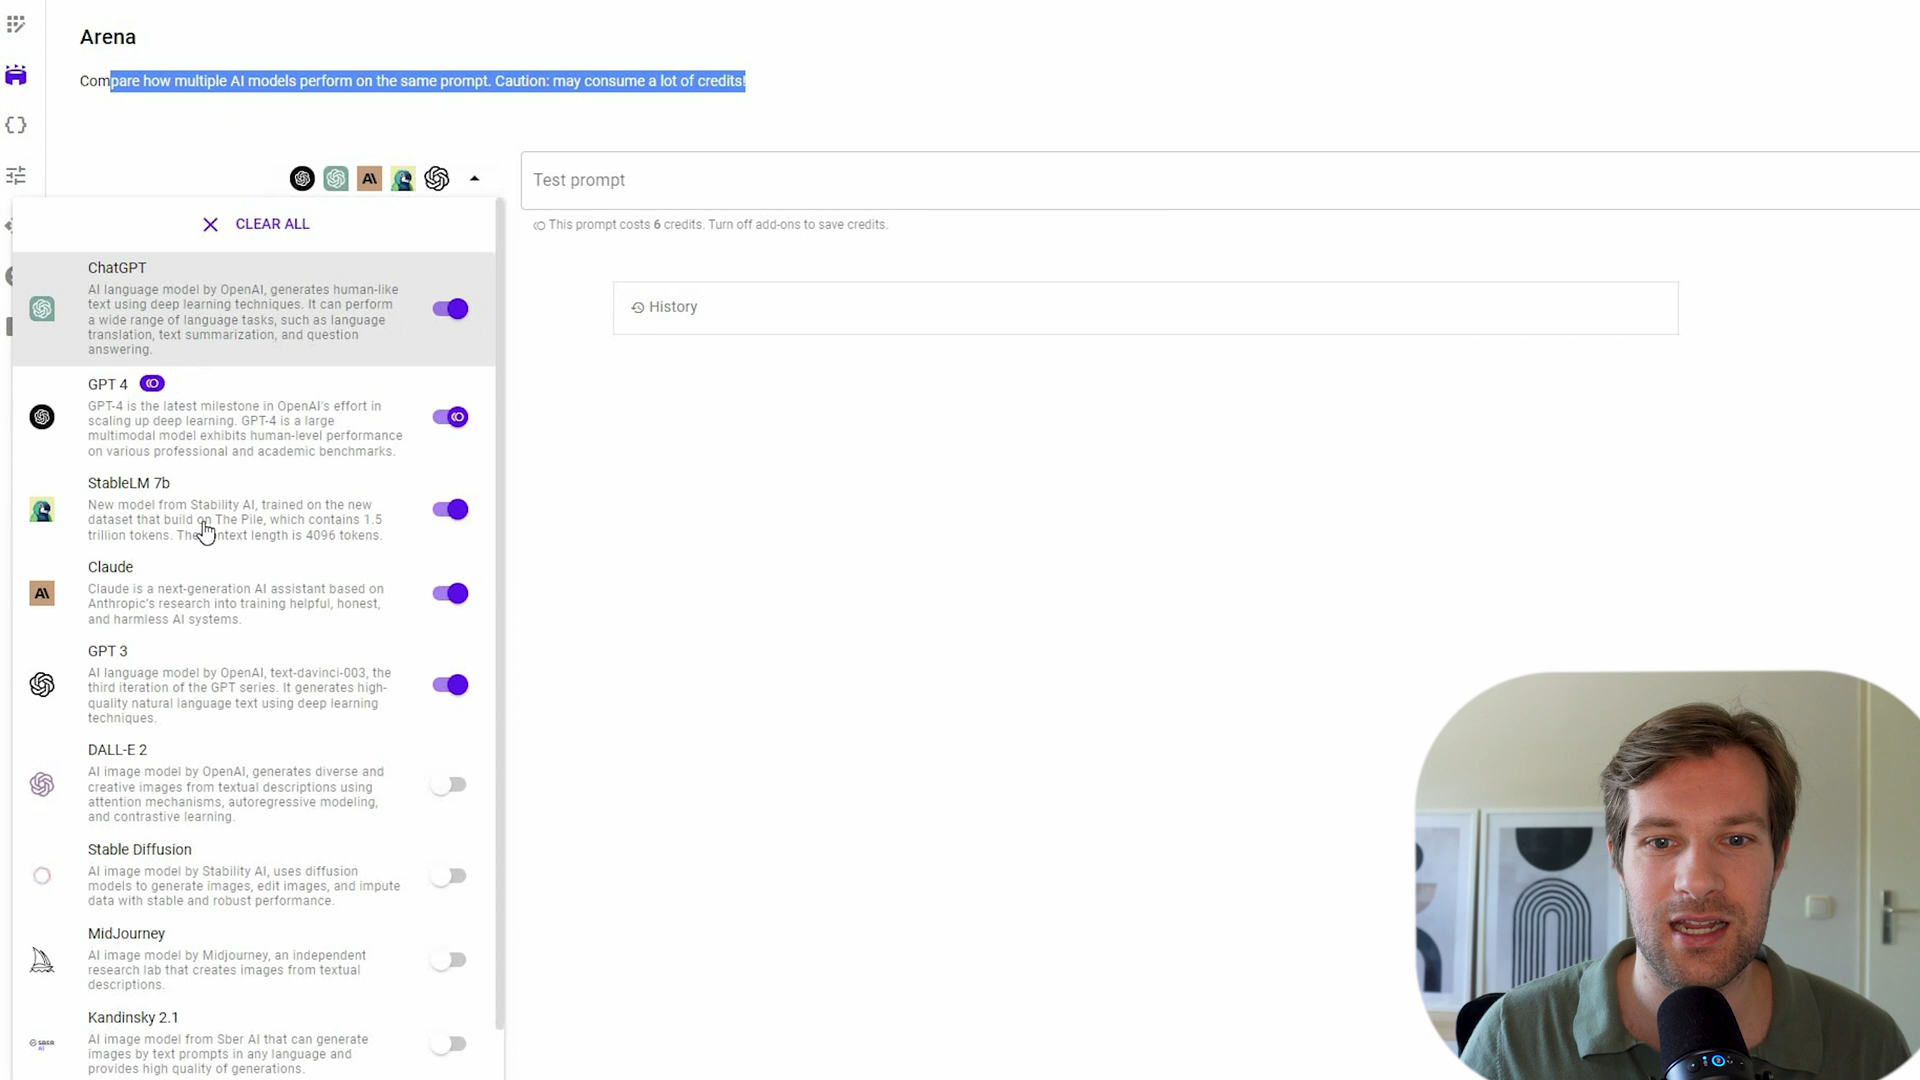 Arena
Compare how multiple AI models perform on the same prompt. Caution: may consume a lot of credits!
Test prompt
This prompt costs 6 credits. Turn off add-ons to save credits.
History
CLEAR ALL
ChatGPT
AI language model by OpenAI, generates human-like
text using deep learning techniques. It can perform
a wide range of language tasks, such as language
translation, text summarization, and question
answering.
GPT 4
GPT-4 is the latest milestone in OpenAI's effort in
scaling up deep learning. GPT-4 is a large
multimodal model exhibits human-level performance
on various professional and academic benchmarks.
StableLM 7b
New model from Stability AI, trained on the new
dataset that build on The Pile, which contains 1.5
trillion tokens. The context length is 4096 tokens.
Claude
Claude is a next-generation AI assistant based on
Anthropic's research into training helpful, honest,
and harmless AI systems.
GPT 3
AI language model by OpenAI, text-davinci-003, the
third iteration of the GPT series. It generates high-
quality natural language text using deep learning
techniques.
DALL-E 2
AI image model by OpenAI, generates diverse and
creative images from textual descriptions using
attention mechanisms, autoregressive modeling,
and contrastive learning.
Stable Diffusion
AI image model by Stability AI, uses diffusion
models to generate images, edit images, and impute
data with stable and robust performance.
MidJourney
AI image model by Midjourney, an independent
research lab that creates images from textual
descriptions.
Kandinsky 2.1
AI image model from Sber AI that can generate
images by text prompts in any language and
provides high quality of generations.